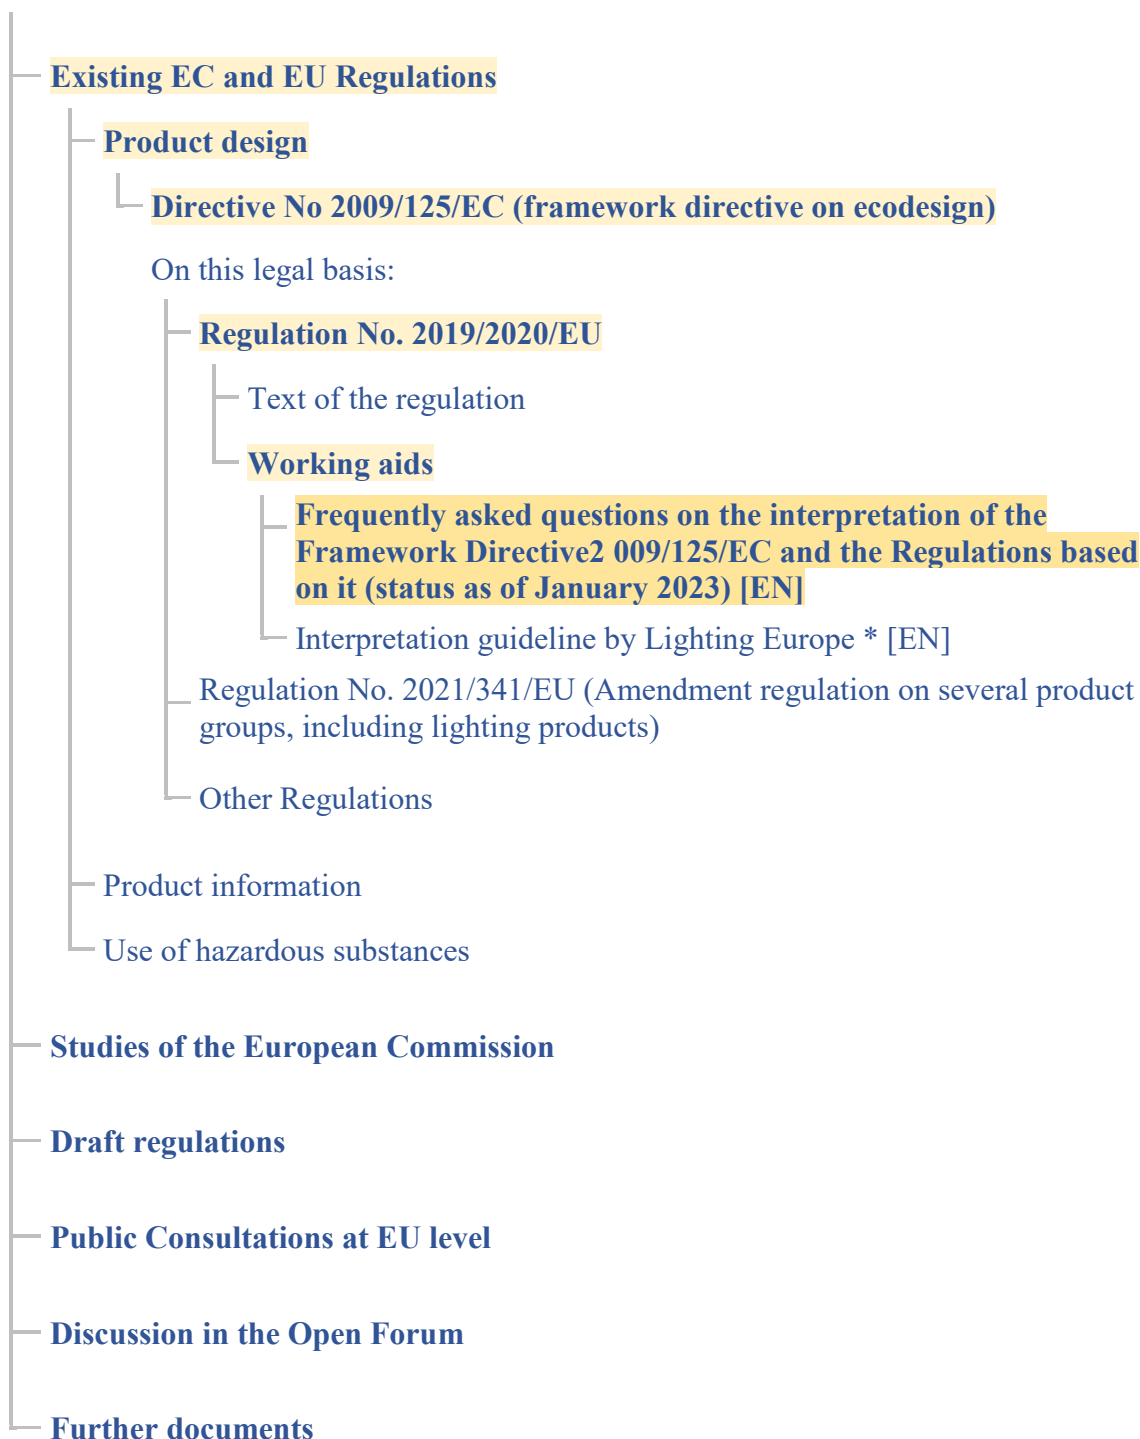 Existing EC and EU Regulations
Product design
Directive No 2009/125/EC (framework directive on ecodesign)
On this legal basis:
Regulation No. 2019/2020/EU
Text of the regulation
Working aids
Frequently asked questions on the interpretation of the
Framework Directive2 009/125/EC and the Regulations based
on it (status as of January 2023) [EN]
Interpretation guideline by Lighting Europe * [EN]
Regulation No. 2021/341/EU (Amendment regulation on several product
groups, including lighting products)
Other Regulations
Product information
Use of hazardous substances
Studies of the European Commission
Draft regulations
Public Consultations at EU level
Discussion in the Open Forum
Further documents